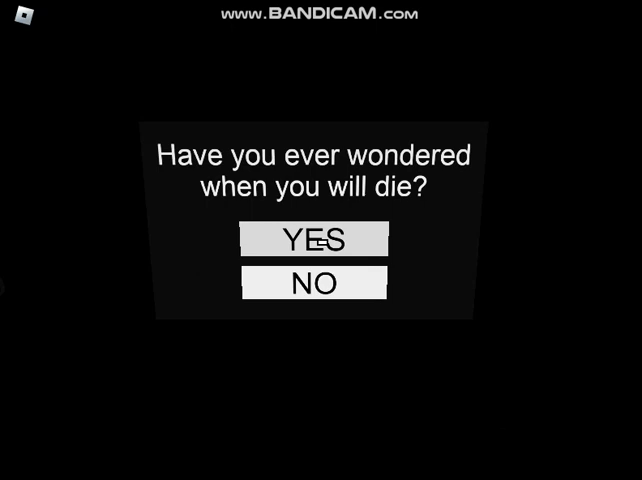 www.BANDICAM.com
Have you ever wondered
when you will die?
YES
NO